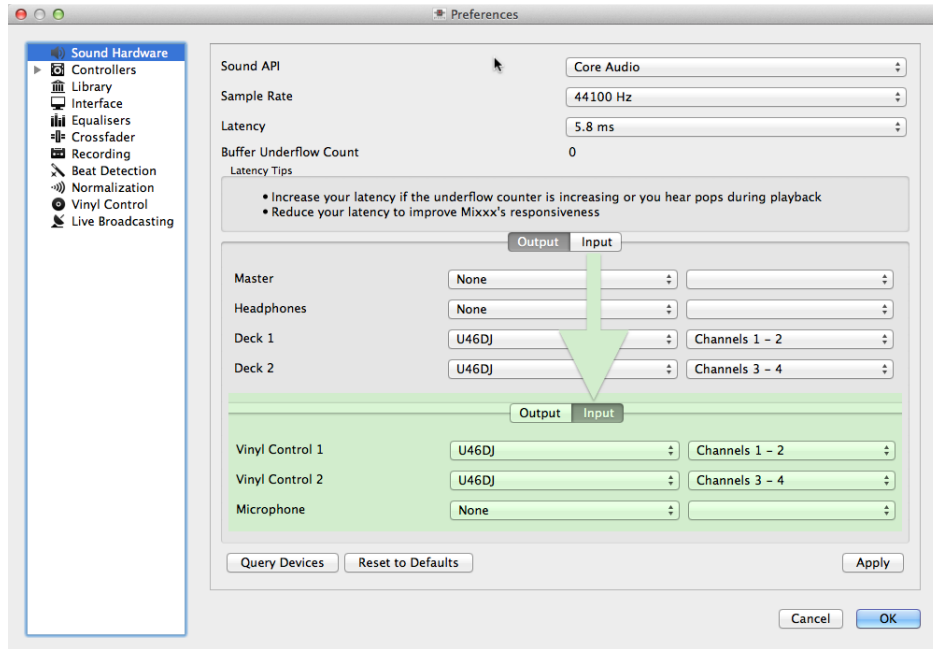 Preferences
Sound Hardware
Controllers
Library
Interface
Equalisers
Crossfader
Recording
Beat Detection
Normalization
Vinyl Control
Live Broadcasting
Sound API Core Audio
Sample Rate 44100 Hz
Latency 5.8 ms
Buffer Underflow Count 0
Latency Tips
• Increase your latency if the underflow counter is increasing or you hear pops during playback
• Reduce your latency to improve Mixxx's responsiveness
Output Input
Master None
Headphones None
Deck 1 U46DJ Channels 1 – 2
Deck 2 U46DJ Channels 3 – 4
Output Input
Vinyl Control 1 U46DJ Channels 1 – 2
Vinyl Control 2 U46DJ Channels 3 – 4
Microphone None
Query Devices Reset to Defaults Apply
Cancel OK